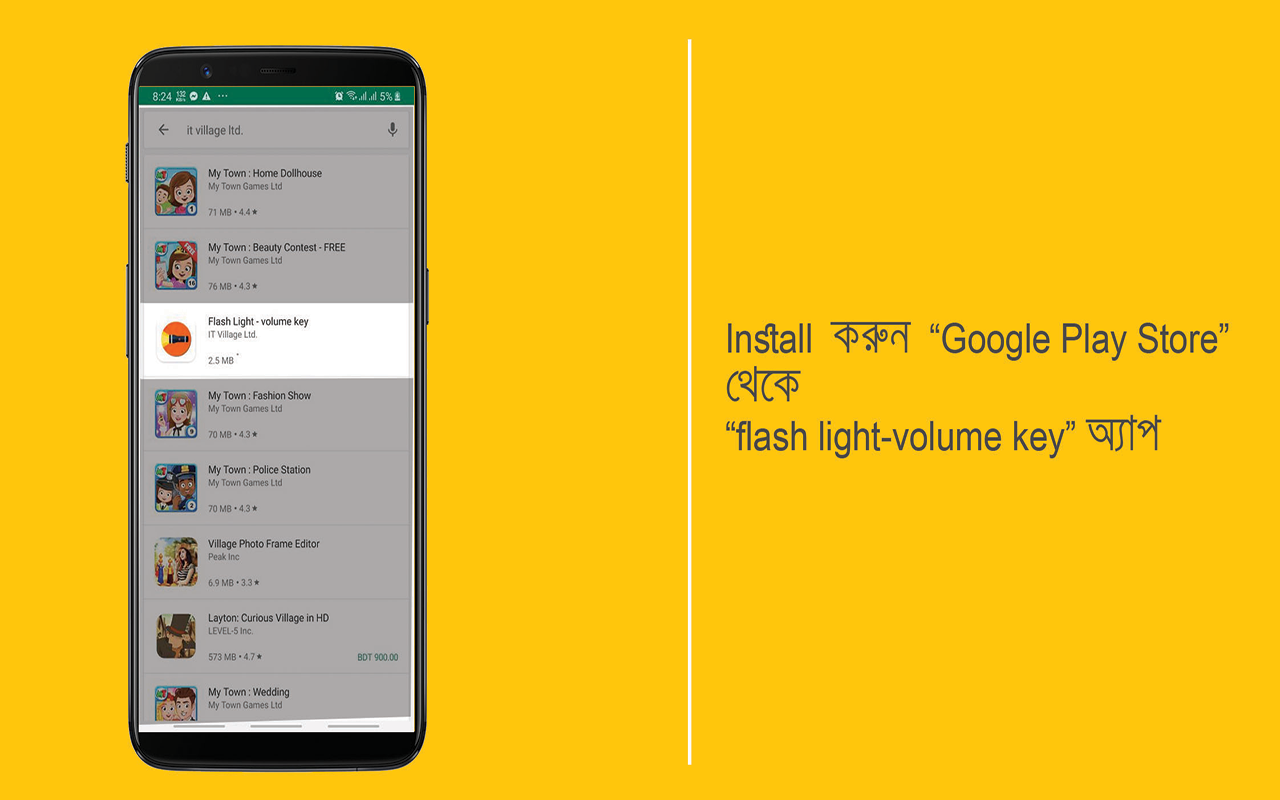 8:24 132 KB/s 5%
it village ltd.
My Town : Home Dollhouse
My Town Games Ltd
71 MB • 4.4 ★
My Town : Beauty Contest - FREE
My Town Games Ltd
76 MB • 4.3 ★
Flash Light - volume key
IT Village Ltd.
2.5 MB
My Town : Fashion Show
My Town Games Ltd
70 MB • 4.3 ★
My Town : Police Station
My Town Games Ltd
70 MB • 4.3 ★
Village Photo Frame Editor
Peak Inc
6.9 MB • 3.3 ★
Layton: Curious Village in HD
LEVEL-5 Inc.
573 MB • 4.7 ★ BDT 900.00
My Town : Wedding
My Town Games Ltd
Install করুন “Google Play Store”
থেকে
“flash light-volume key” অ্যাপ